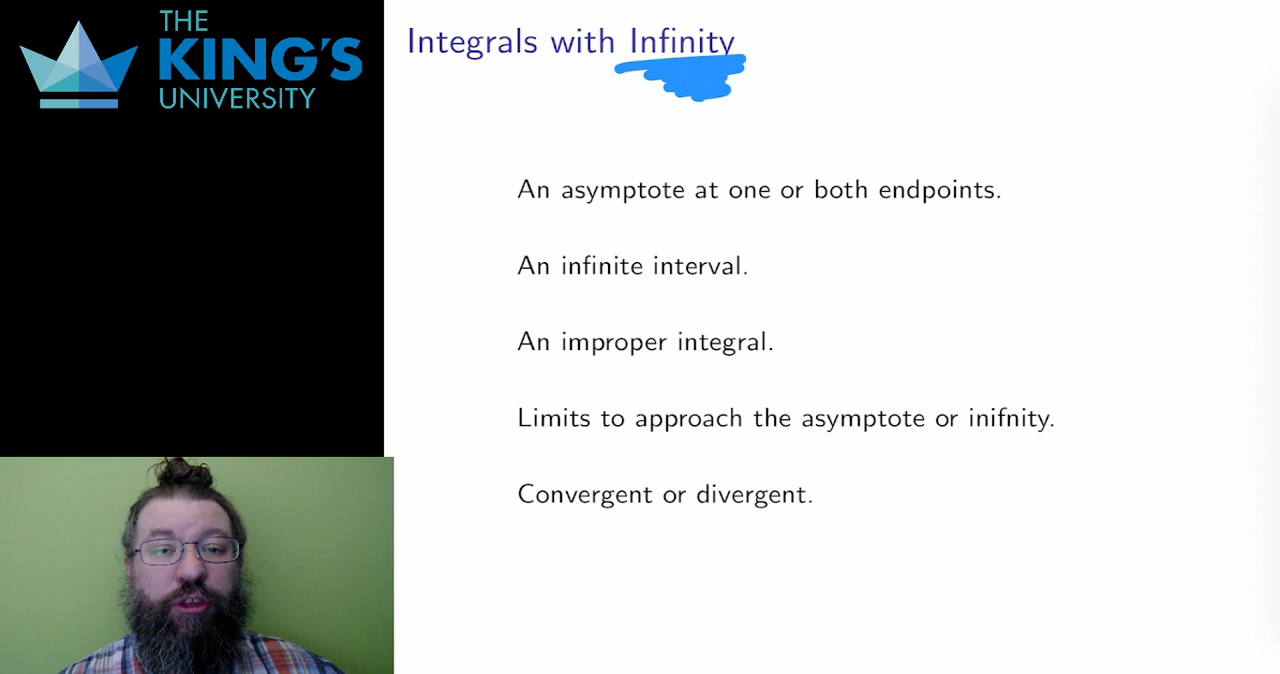 THE
KING'S
UNIVERSITY
Integrals with Infinity
An asymptote at one or both endpoints.
An infinite interval.
An improper integral.
Limits to approach the asymptote or inifnity.
Convergent or divergent.